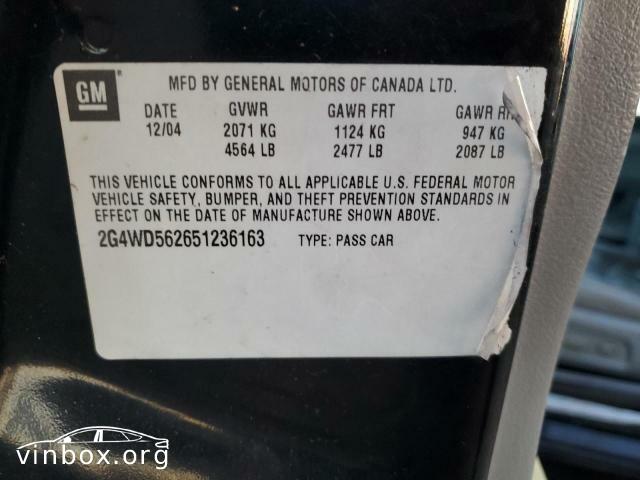 GM
MFD BY GENERAL MOTORS OF CANADA LTD.
DATE GVWR GAWR FRT GAWR
12/04 2071 KG 1124 KG 947 KG
4564 LB 2477 LB 2087 LB
THIS VEHICLE CONFORMS TO ALL APPLICABLE U.S. FEDERAL MOTOR
VEHICLE SAFETY, BUMPER, AND THEFT PREVENTION STANDARDS IN
EFFECT ON THE DATE OF MANUFACTURE SHOWN ABOVE.
2G4WD562651236163 TYPE: PASS CAR
vinbox.org